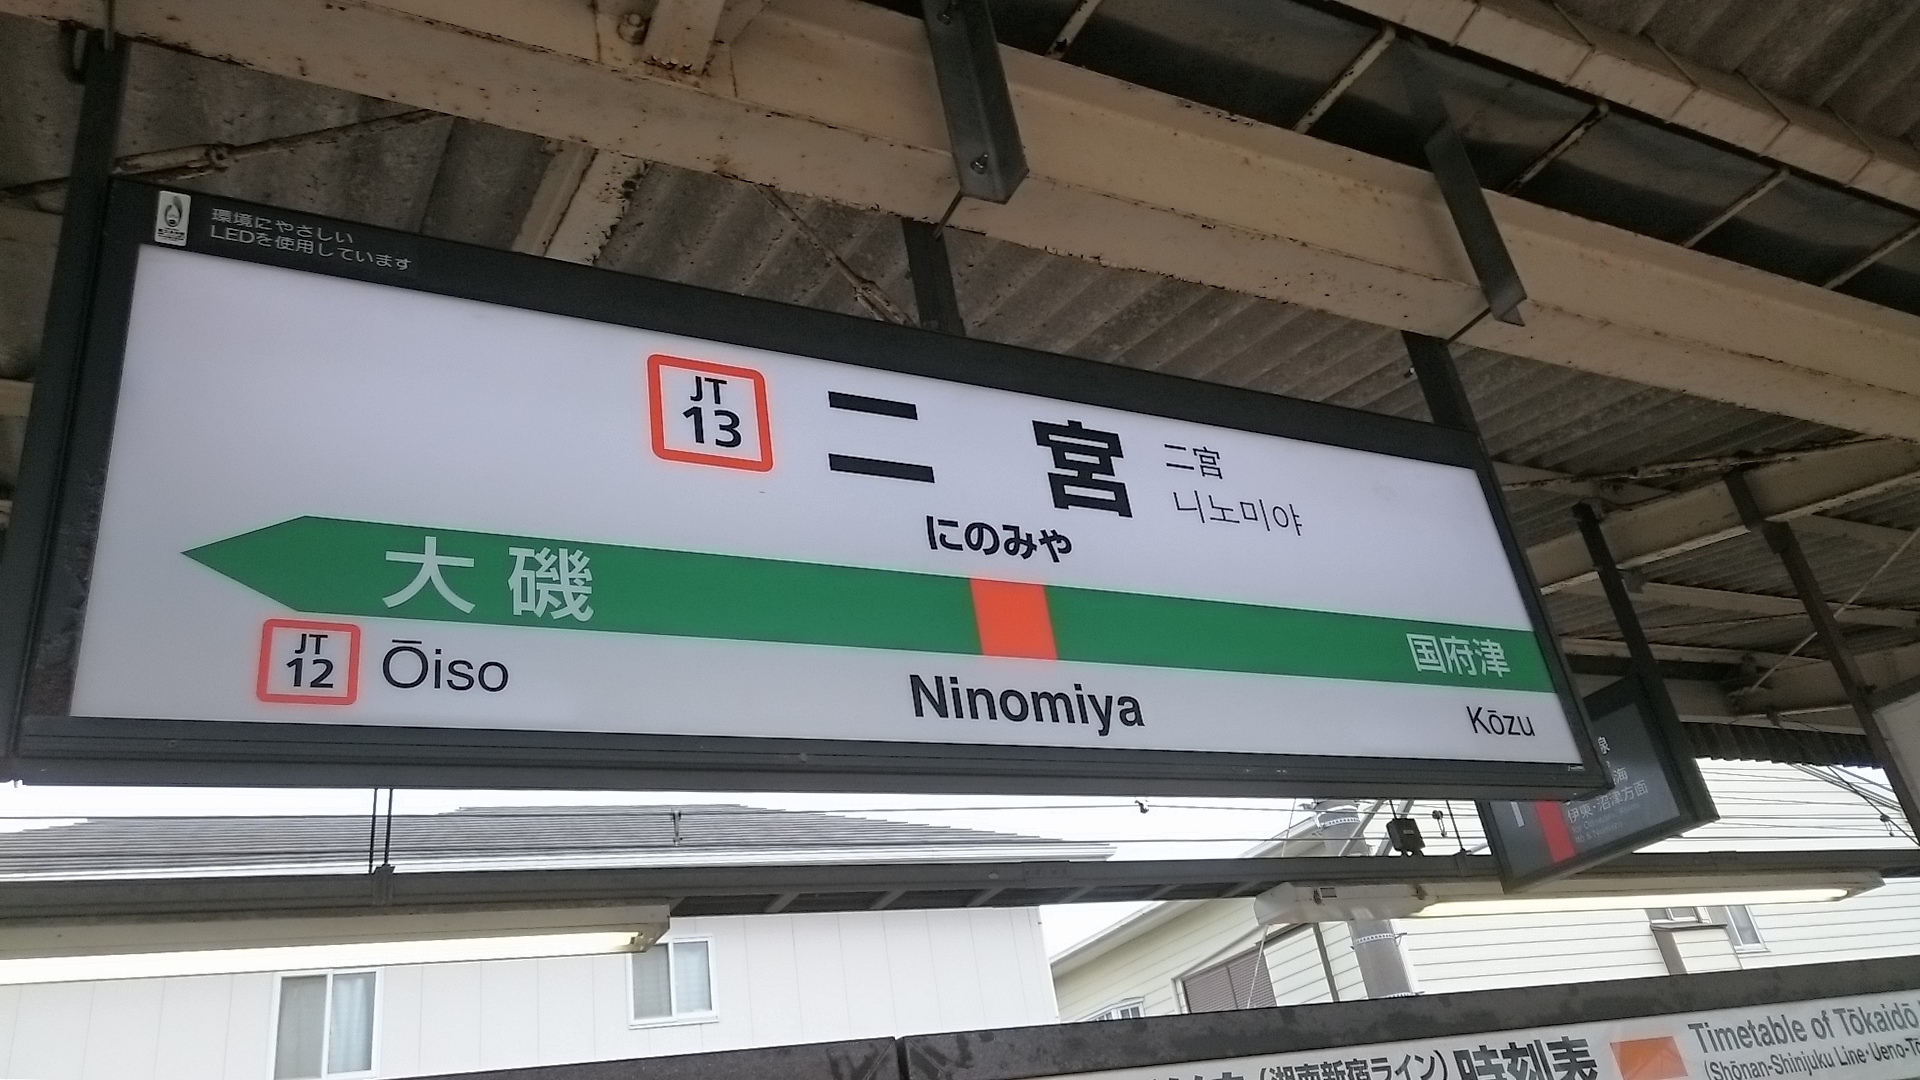 環境にやさしい
LEDを使用しています
JT
13
二宮
二宮
니노미야
にのみや
大磯
国府津
JT
12
Ōiso
Ninomiya
Kōzu
伊東・沼津方面
(湘南新宿ライン) 時刻表
Timetable of Tōkaidō
(Shōnan-Shinjuku Line・Ueno-